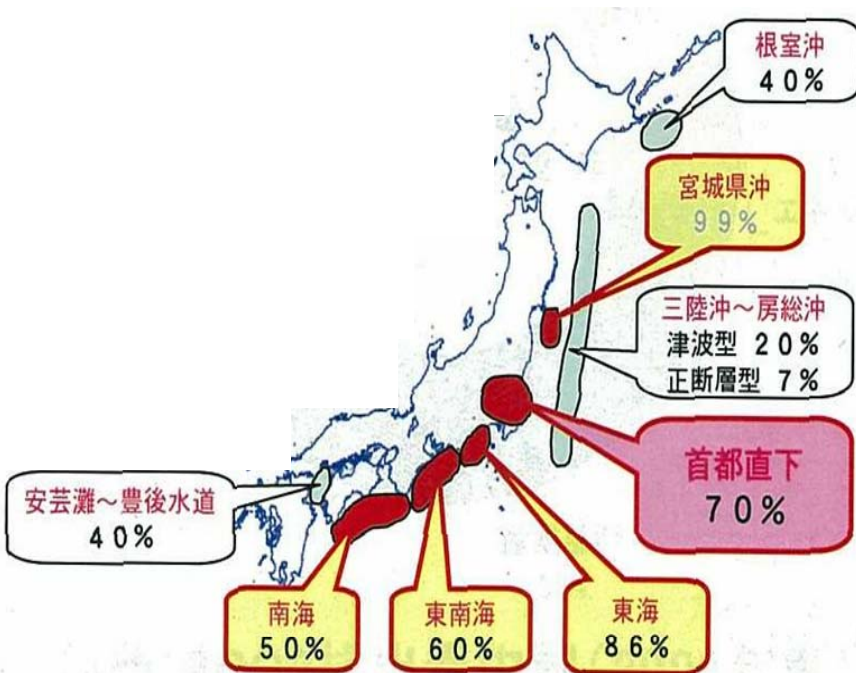 根室沖
40%
宮城県沖
99%
三陸沖～房総沖
津波型 20%
正断層型 7%
首都直下
70%
安芸灘～豊後水道
40%
南海
50%
東南海
60%
東海
86%